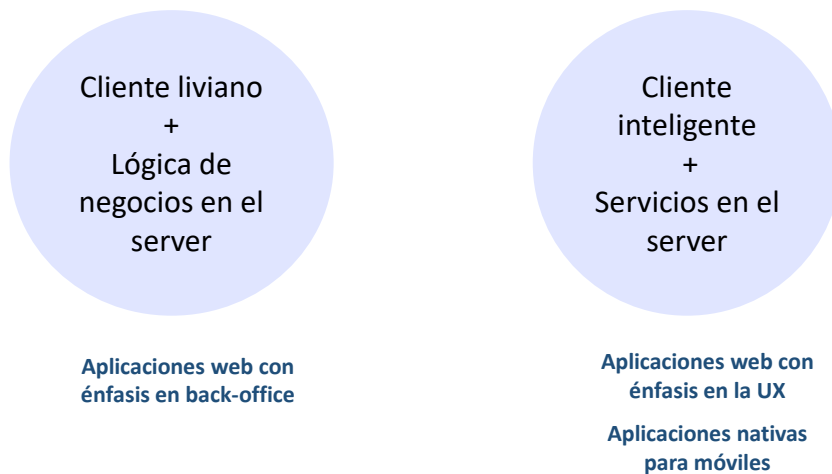 Cliente liviano
+
Lógica de
negocios en el
server
Aplicaciones web con
énfasis en back-office
Cliente
inteligente
+
Servicios en el
server
Aplicaciones web con
énfasis en la UX
Aplicaciones nativas
para móviles